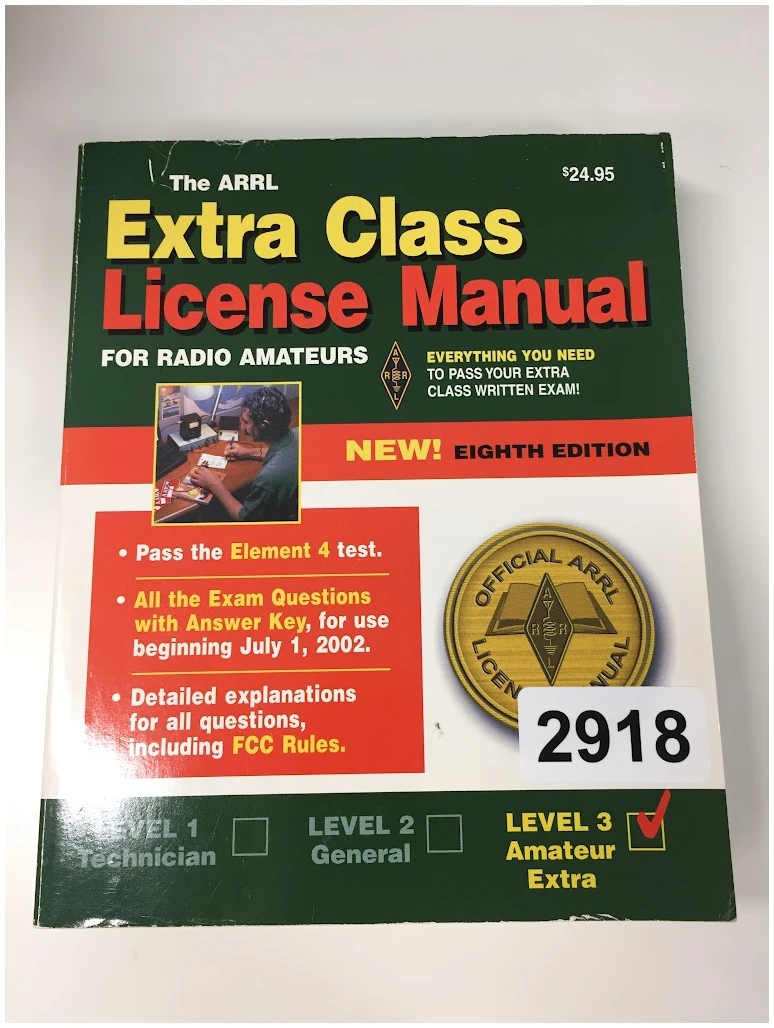 The ARRL
$24.95
Extra Class
License Manual
FOR RADIO AMATEURS
A
R R
L
EVERYTHING YOU NEED
TO PASS YOUR EXTRA
CLASS WRITTEN EXAM!
NEW! EIGHTH EDITION
• Pass the Element 4 test.
• All the Exam Questions
with Answer Key, for use
beginning July 1, 2002.
• Detailed explanations
for all questions,
including FCC Rules.
OFFICIAL ARRL
A
R R
L
2918
LEVEL 1
Technician
LEVEL 2
General
LEVEL 3
Amateur
Extra